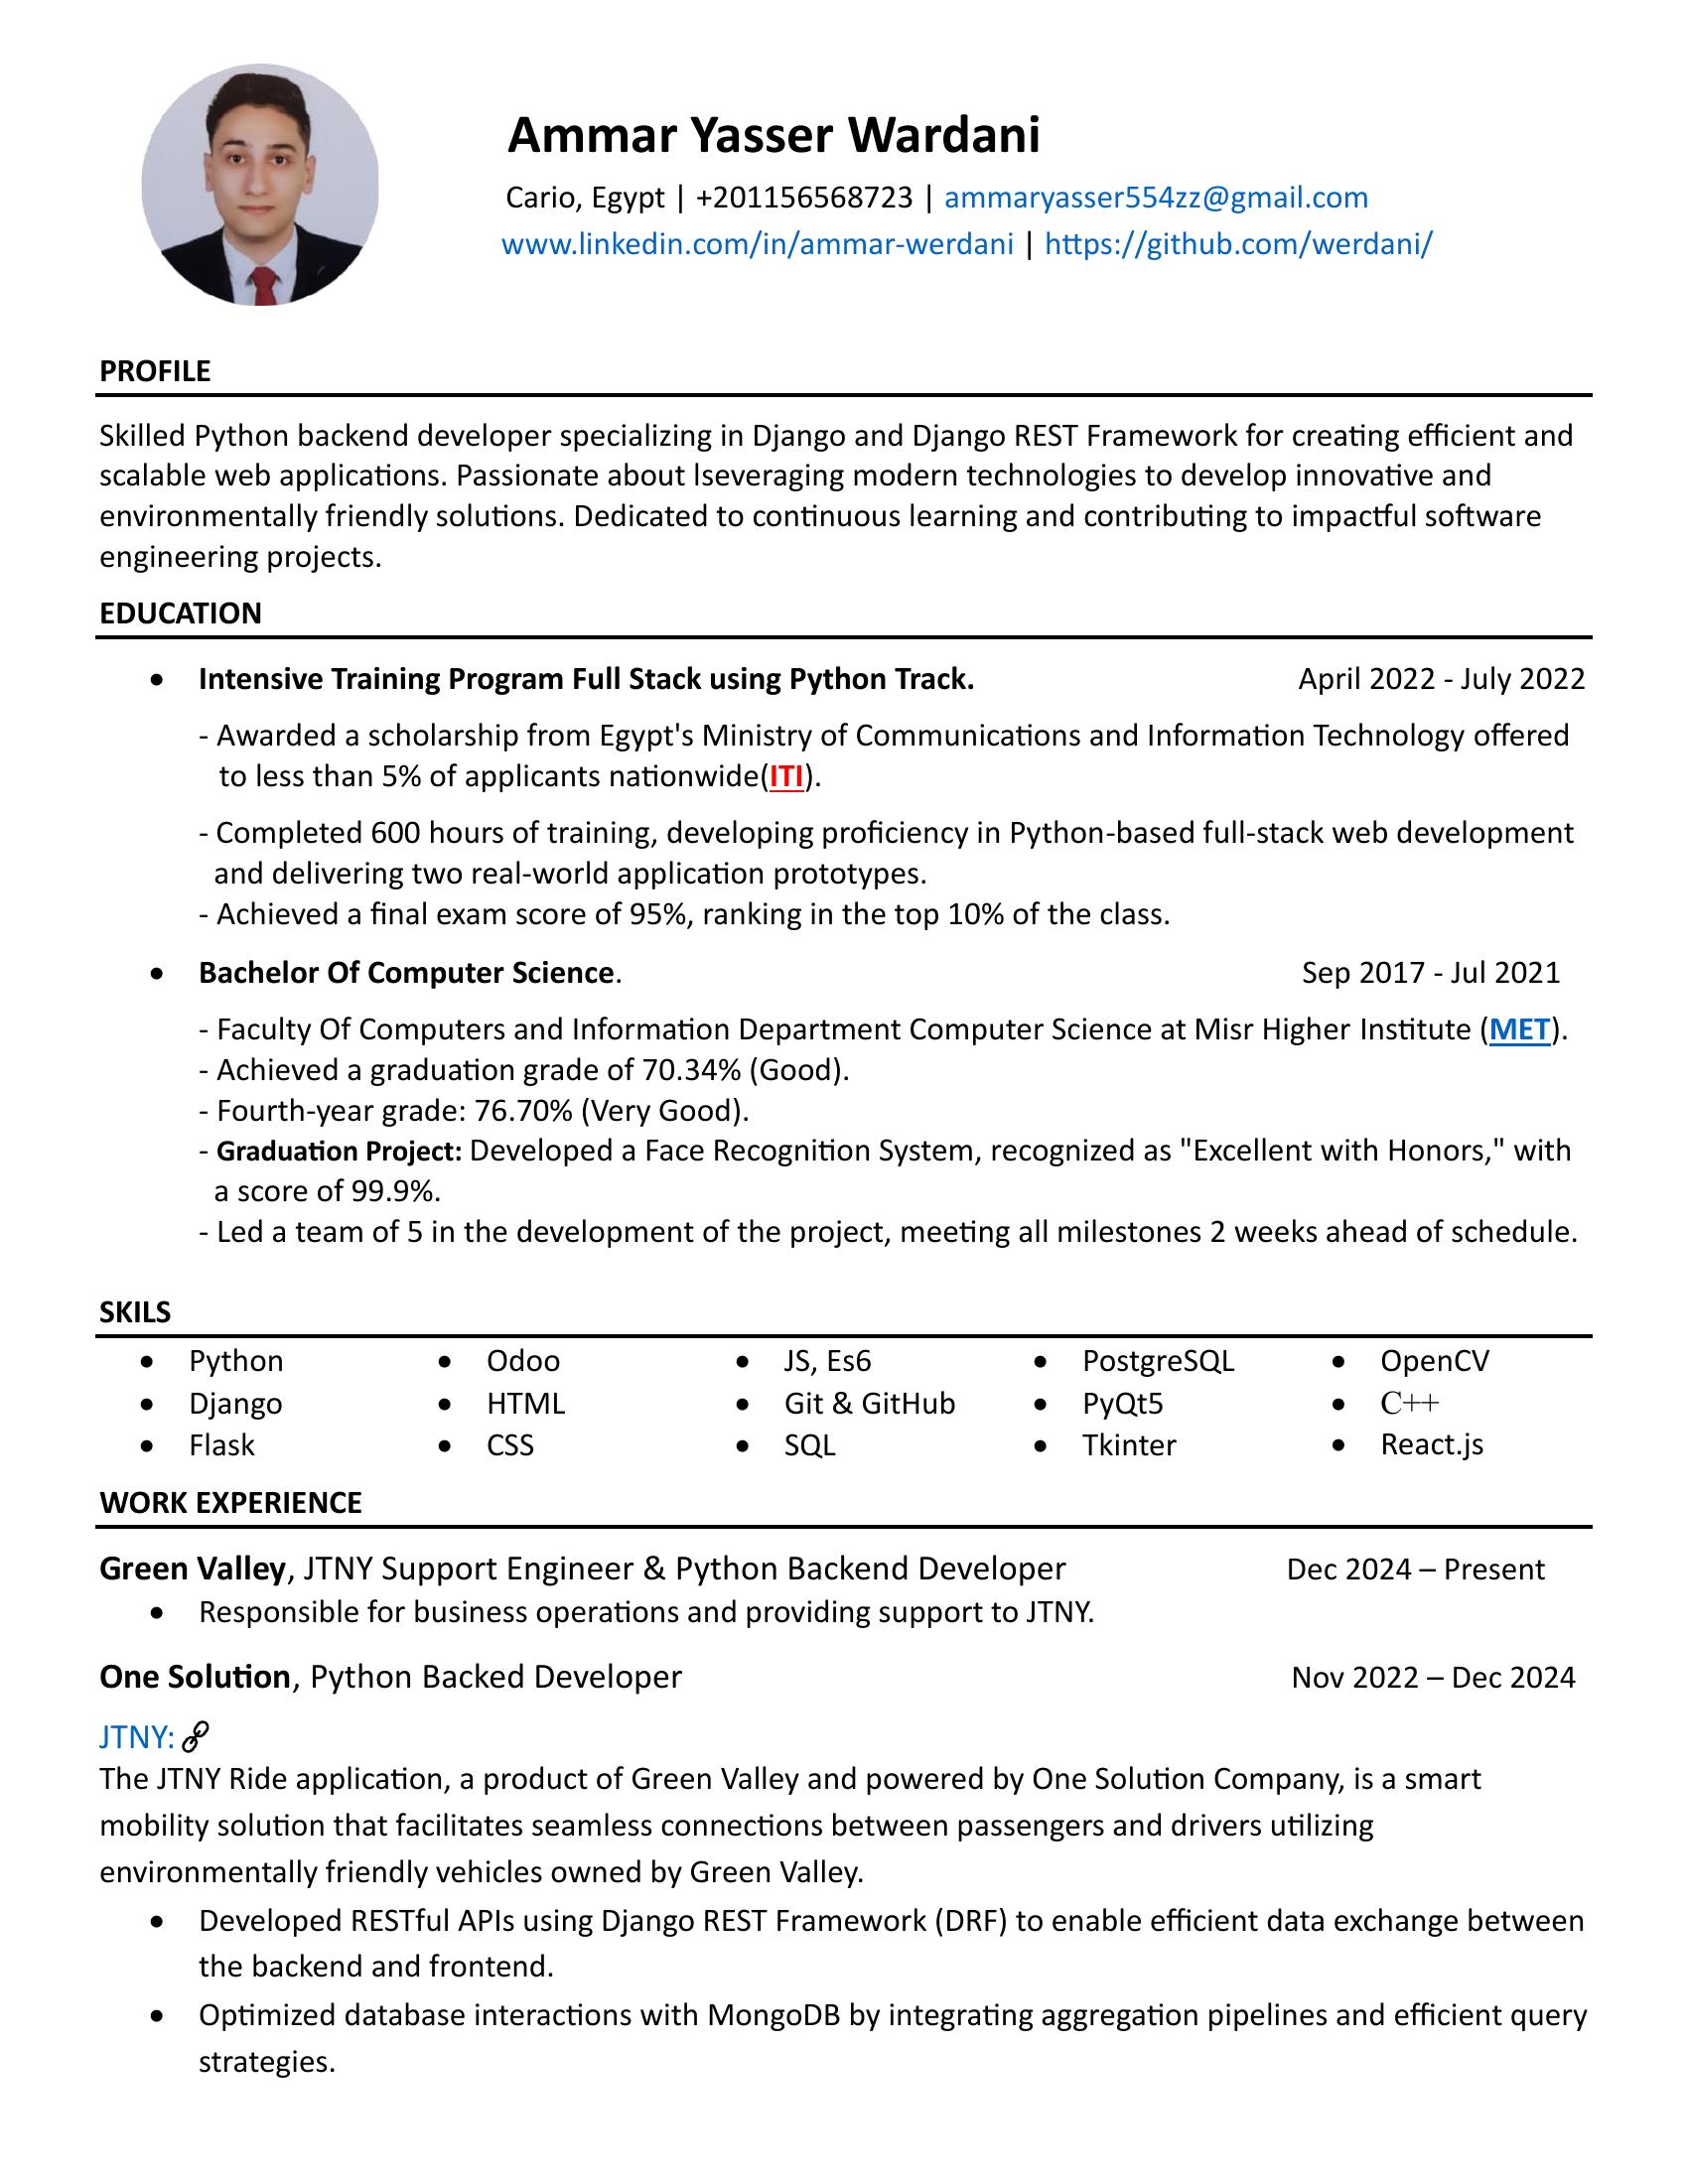 Ammar Yasser Wardani
Cario, Egypt | +201156568723 | ammaryasser554zz@gmail.com
www.linkedin.com/in/ammar-werdani | https://github.com/werdani/
PROFILE
Skilled Python backend developer specializing in Django and Django REST Framework for creating efficient and
scalable web applications. Passionate about lseveraging modern technologies to develop innovative and
environmentally friendly solutions. Dedicated to continuous learning and contributing to impactful software
engineering projects.
EDUCATION
• Intensive Training Program Full Stack using Python Track. April 2022 - July 2022
- Awarded a scholarship from Egypt's Ministry of Communications and Information Technology offered
to less than 5% of applicants nationwide(ITI).
- Completed 600 hours of training, developing proficiency in Python-based full-stack web development
and delivering two real-world application prototypes.
- Achieved a final exam score of 95%, ranking in the top 10% of the class.
• Bachelor Of Computer Science. Sep 2017 - Jul 2021
- Faculty Of Computers and Information Department Computer Science at Misr Higher Institute (MET).
- Achieved a graduation grade of 70.34% (Good).
- Fourth-year grade: 76.70% (Very Good).
- Graduation Project: Developed a Face Recognition System, recognized as "Excellent with Honors," with
a score of 99.9%.
- Led a team of 5 in the development of the project, meeting all milestones 2 weeks ahead of schedule.
SKILS
• Python • Odoo • JS, Es6 • PostgreSQL • OpenCV
• Django • HTML • Git & GitHub • PyQt5 • C++
• Flask • CSS • SQL • Tkinter • React.js
WORK EXPERIENCE
Green Valley, JTNY Support Engineer & Python Backend Developer Dec 2024 – Present
• Responsible for business operations and providing support to JTNY.
One Solution, Python Backed Developer Nov 2022 – Dec 2024
JTNY:
The JTNY Ride application, a product of Green Valley and powered by One Solution Company, is a smart
mobility solution that facilitates seamless connections between passengers and drivers utilizing
environmentally friendly vehicles owned by Green Valley.
• Developed RESTful APIs using Django REST Framework (DRF) to enable efficient data exchange between
the backend and frontend.
• Optimized database interactions with MongoDB by integrating aggregation pipelines and efficient query
strategies.